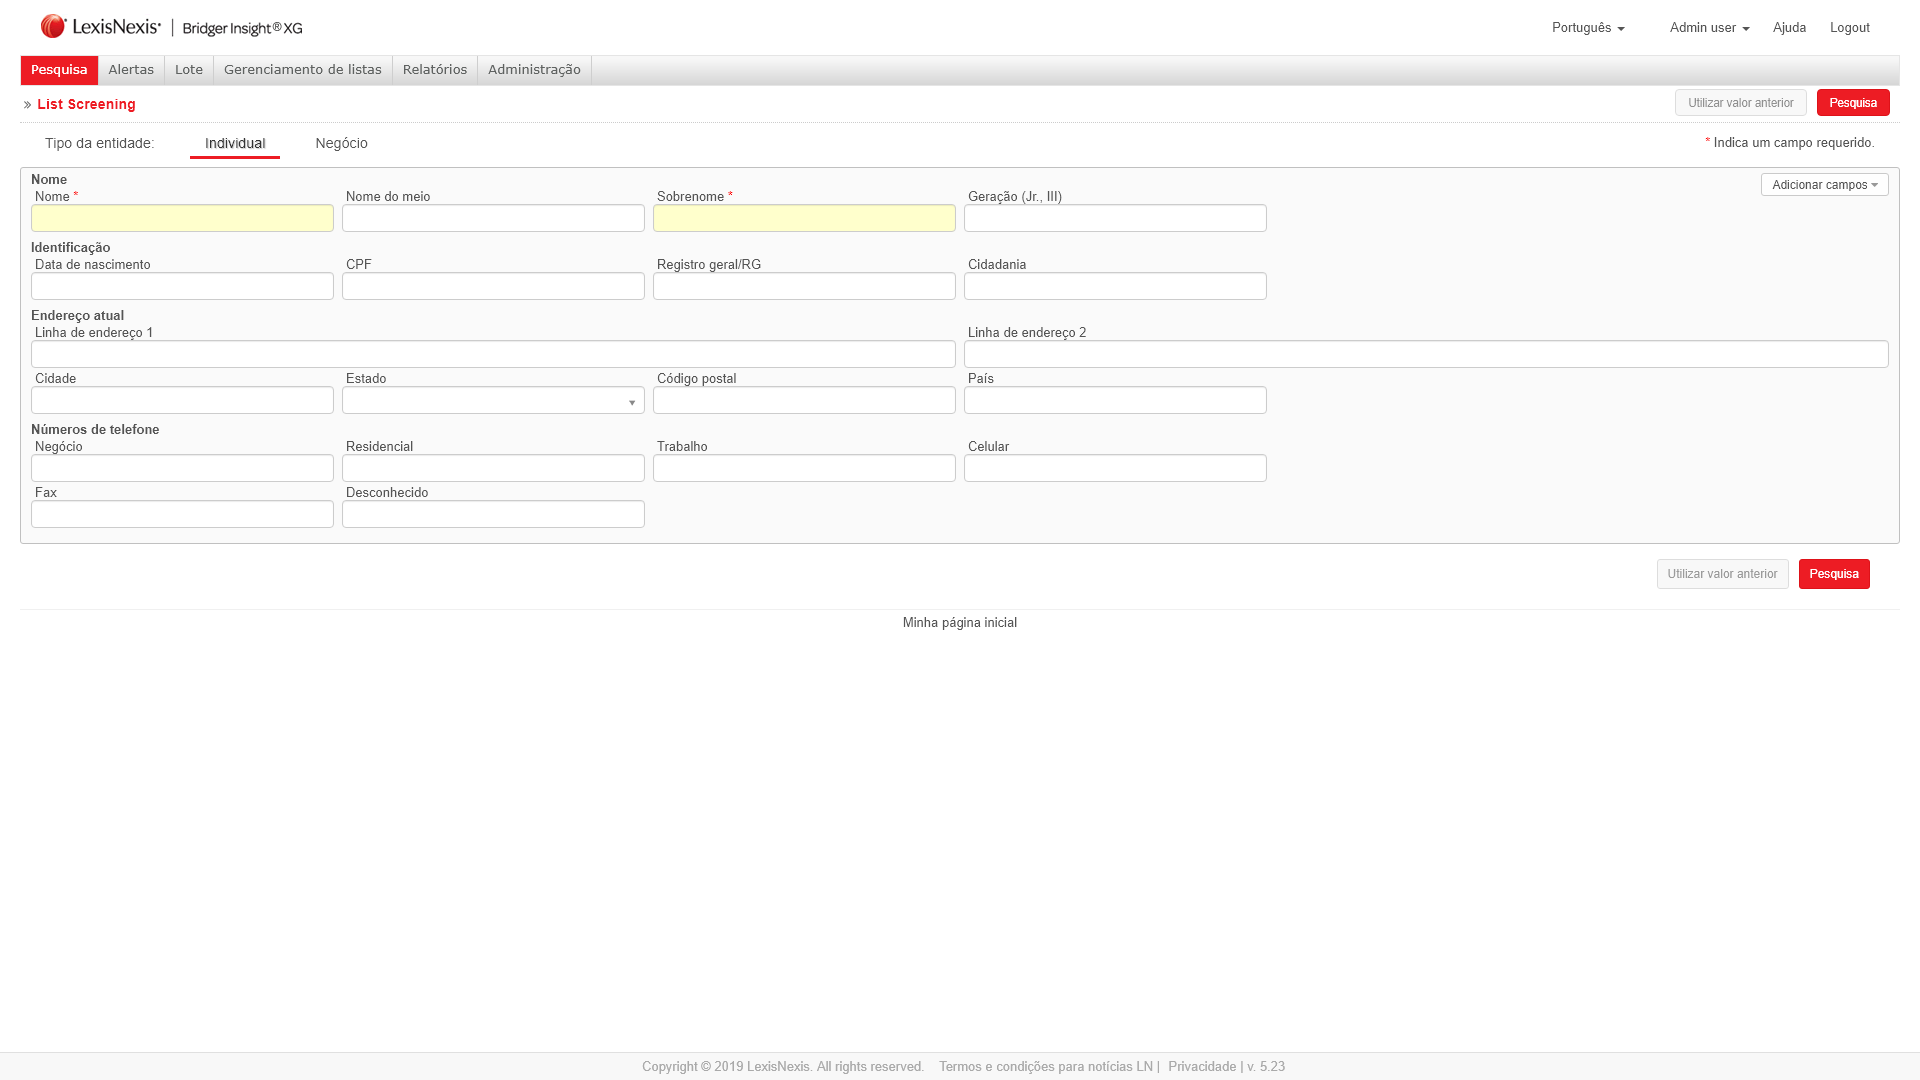 LexisNexis® | Bridger Insight® XG
Português
Admin user
Ajuda
Logout
Pesquisa
Alertas
Lote
Gerenciamento de listas
Relatórios
Administração
» List Screening
Utilizar valor anterior
Pesquisa
Tipo da entidade:
Individual
Negócio
* Indica um campo requerido.
Nome
Adicionar campos
Nome *
Nome do meio
Sobrenome *
Geração (Jr., III)
Identificação
Data de nascimento
CPF
Registro geral/RG
Cidadania
Endereço atual
Linha de endereço 1
Linha de endereço 2
Cidade
Estado
Código postal
País
Números de telefone
Negócio
Residencial
Trabalho
Celular
Fax
Desconhecido
Utilizar valor anterior
Pesquisa
Minha página inicial
Copyright © 2019 LexisNexis. All rights reserved. Termos e condições para notícias LN | Privacidade | v. 5.23